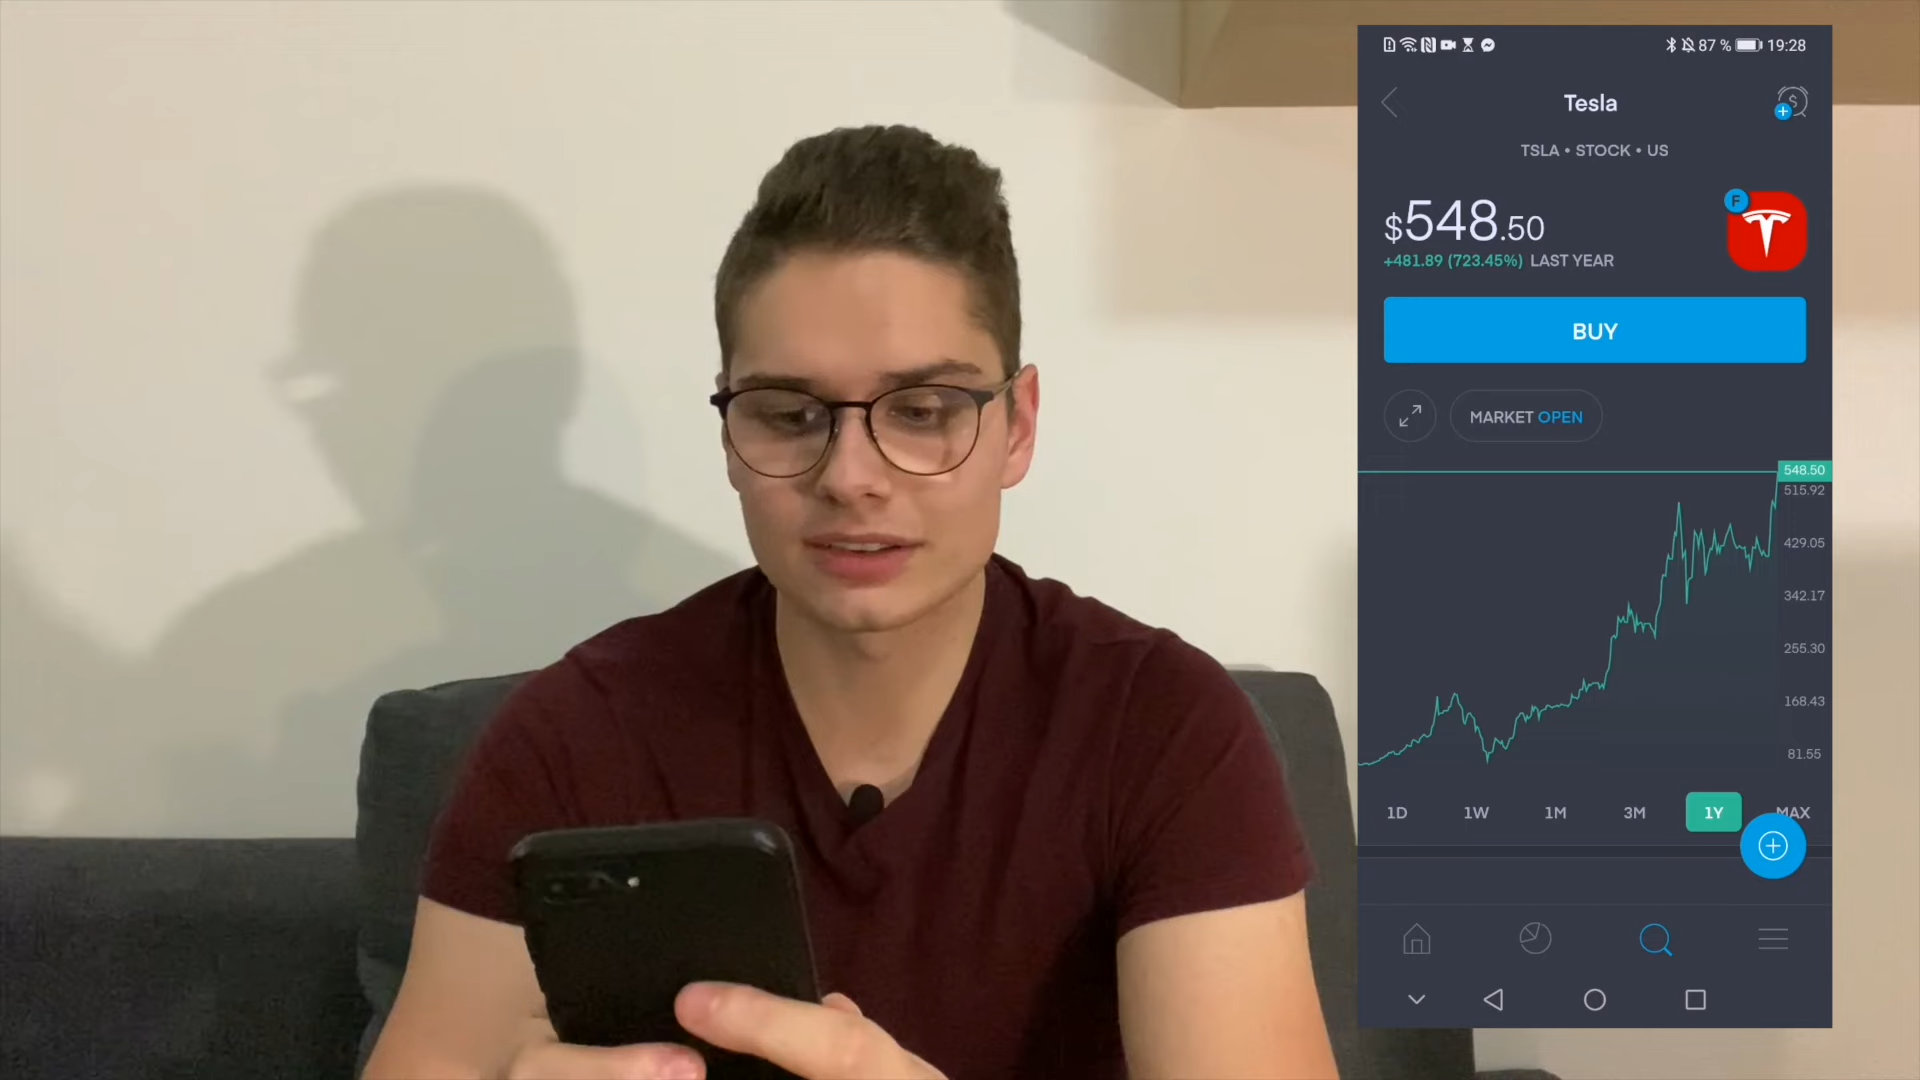 87 % 19:28
Tesla
TSLA • STOCK • US
$548.50
F
+481.89 (723.45%) LAST YEAR
BUY
MARKET OPEN
548.50
515.92
429.05
342.17
255.30
168.43
81.55
1D 1W 1M 3M 1Y MAX